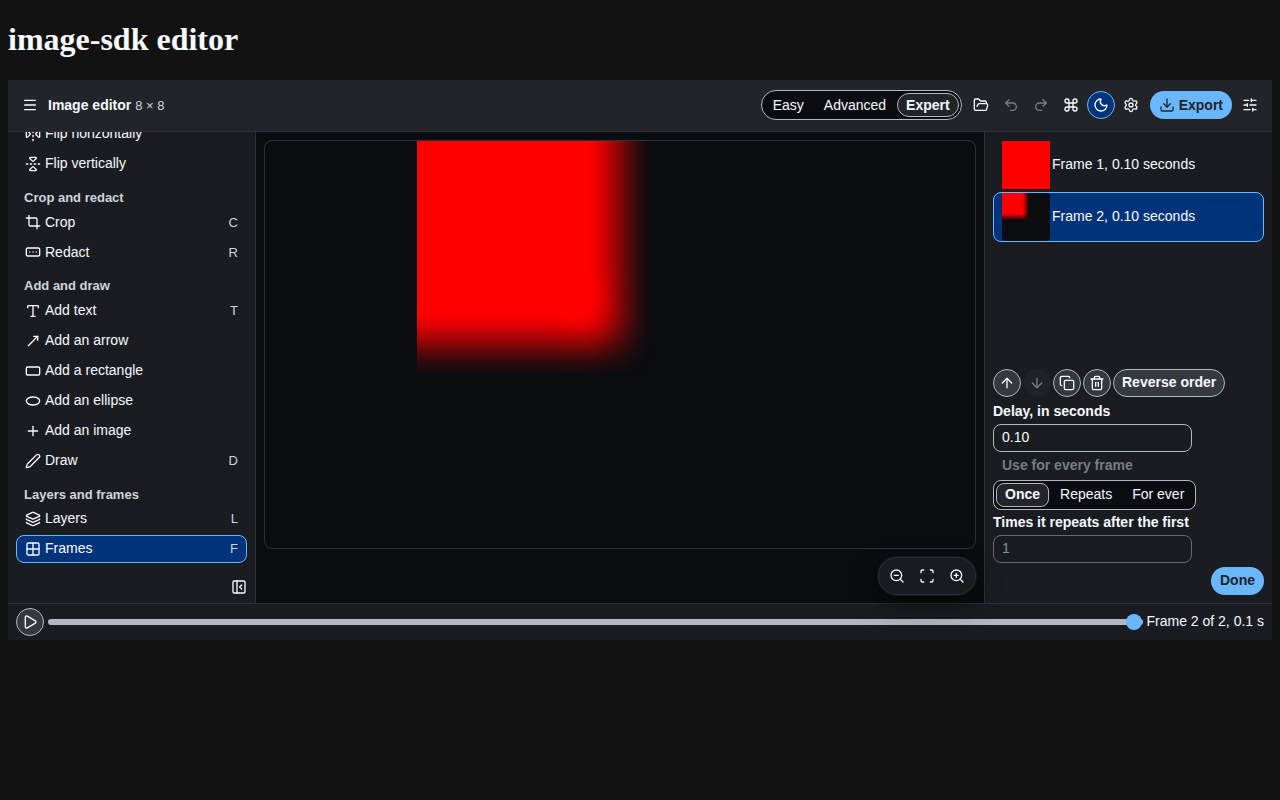 image-sdk editor
Image editor 8 × 8
Easy Advanced Expert
Export
Flip horizontally
Flip vertically
Crop and redact
Crop C
Redact R
Add and draw
Add text T
Add an arrow
Add a rectangle
Add an ellipse
Add an image
Draw D
Layers and frames
Layers L
Frames F
Frame 1, 0.10 seconds
Frame 2, 0.10 seconds
Reverse order
Delay, in seconds
0.10
Use for every frame
Once Repeats For ever
Times it repeats after the first
1
Done
Frame 2 of 2, 0.1 s